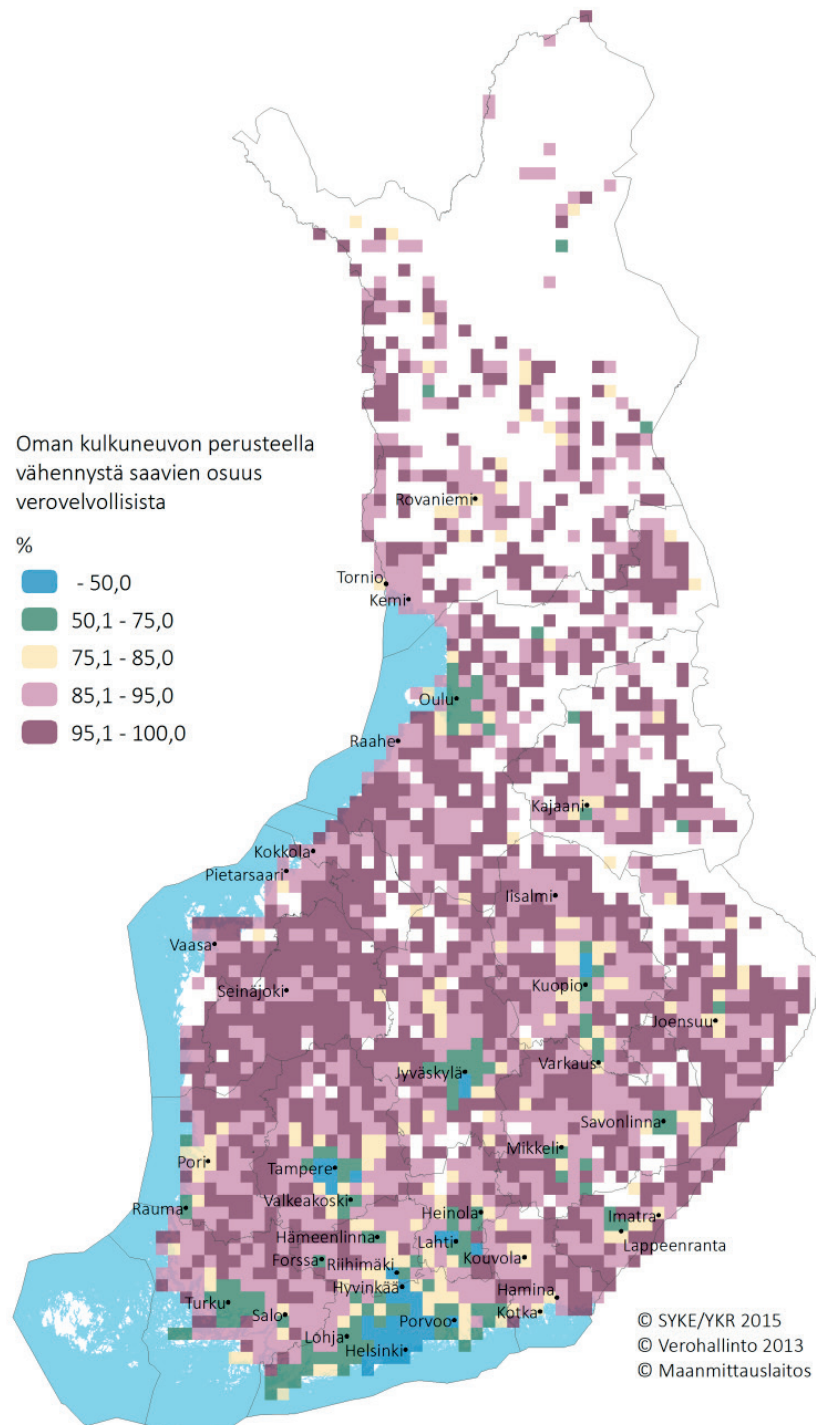 Oman kulkuneuvon perusteella
vähennystä saavien osuus
verovelvollisista
%
- 50,0
50,1 - 75,0
75,1 - 85,0
85,1 - 95,0
95,1 - 100,0
Rovaniemi
Tornio
Kemi
Oulu
Raahe
Kajaani
Kokkola
Pietarsaari
Iisalmi
Vaasa
Seinäjoki
Kuopio
Joensuu
Jyväskylä
Varkaus
Savonlinna
Mikkeli
Pori
Tampere
Valkeakoski
Rauma
Heinola
Imatra
Hämeenlinna
Lahti
Lappeenranta
Forssa
Riihimäki
Kouvola
Hyvinkää
Hamina
Turku
Salo
Kotka
Porvoo
Lohja
Helsinki
© SYKE/YKR 2015
© Verohallinto 2013
© Maanmittauslaitos